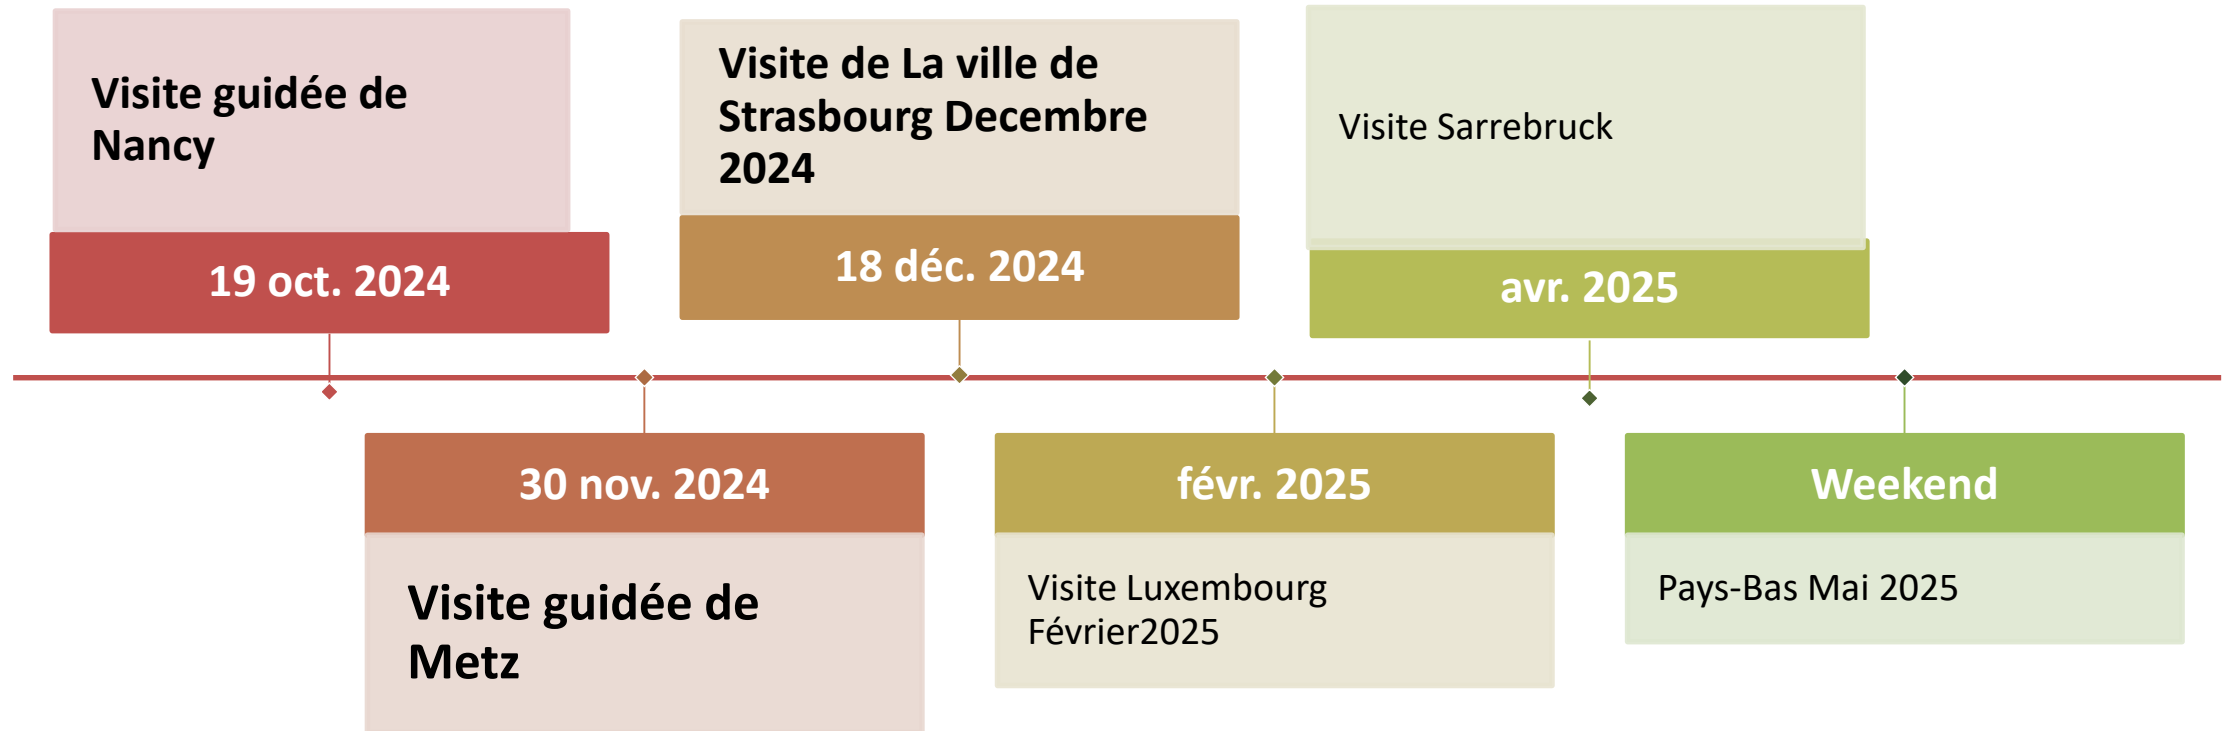 Visite guidée de
Nancy
19 oct. 2024
30 nov. 2024
Visite guidée de
Metz
Visite de La ville de
Strasbourg Decembre
2024
18 déc. 2024
févr. 2025
Visite Luxembourg
Février2025
Visite Sarrebruck
avr. 2025
Weekend
Pays-Bas Mai 2025